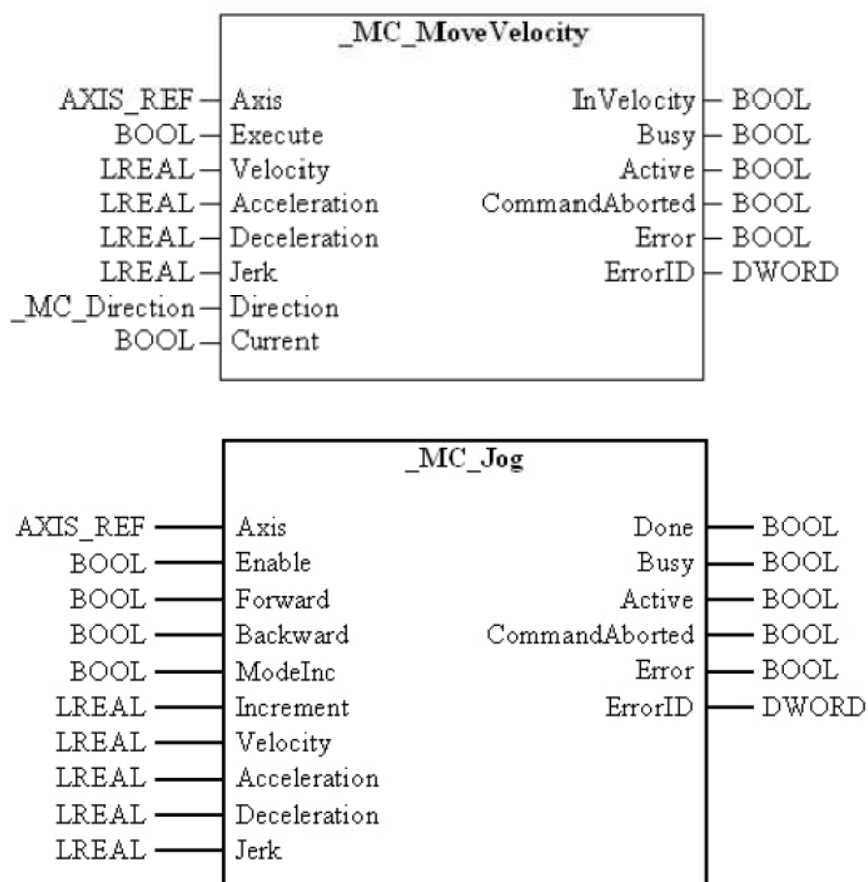 _MC_MoveVelocity
AXIS_REF Axis InVelocity BOOL
BOOL Execute Busy BOOL
LREAL Velocity Active BOOL
LREAL Acceleration CommandAborted BOOL
LREAL Deceleration Error BOOL
LREAL Jerk ErrorID DWORD
_MC_Direction Direction
BOOL Current
_MC_Jog
AXIS_REF Axis Done BOOL
BOOL Enable Busy BOOL
BOOL Forward Active BOOL
BOOL Backward CommandAborted BOOL
BOOL ModeInc Error BOOL
LREAL Increment ErrorID DWORD
LREAL Velocity
LREAL Acceleration
LREAL Deceleration
LREAL Jerk